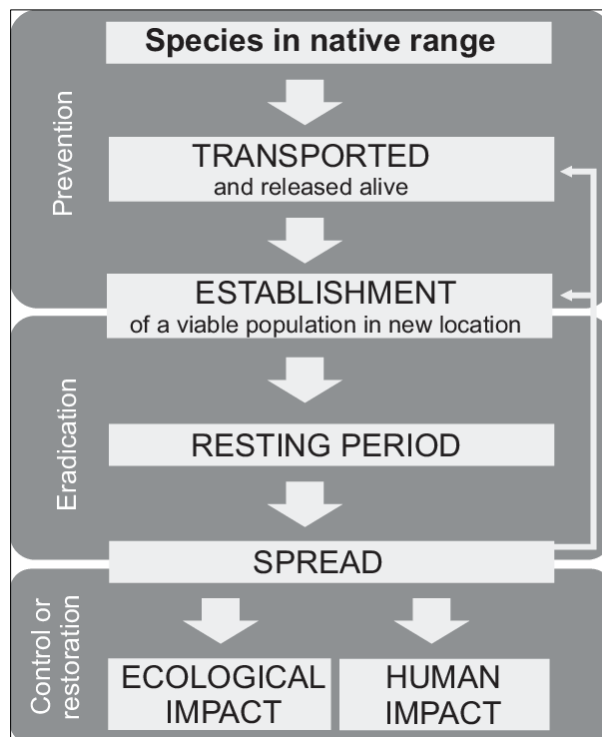 Species in native range
Prevention
TRANSPORTED
and released alive
ESTABLISHMENT
of a viable population in new location
Eradication
RESTING PERIOD
SPREAD
Control or
restoration
ECOLOGICAL
IMPACT
HUMAN
IMPACT